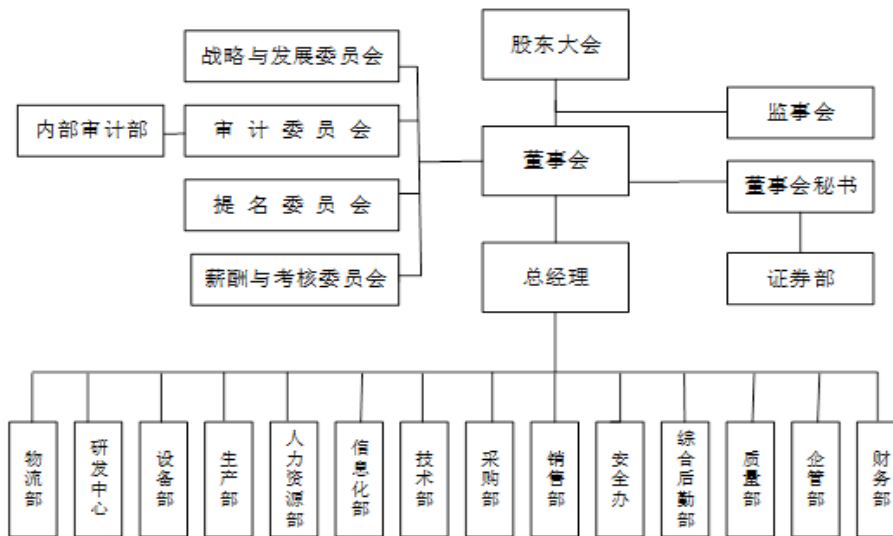 战略与发展委员会
股东大会
内部审计部
审计委员会
监事会
董事会
提名委员会
董事会秘书
薪酬与考核委员会
总经理
证券部
物流部
研发中心
设备部
生产部
人力资源部
信息化部
技术部
采购部
销售部
安全办
综合后勤部
质量部
企管部
财务部